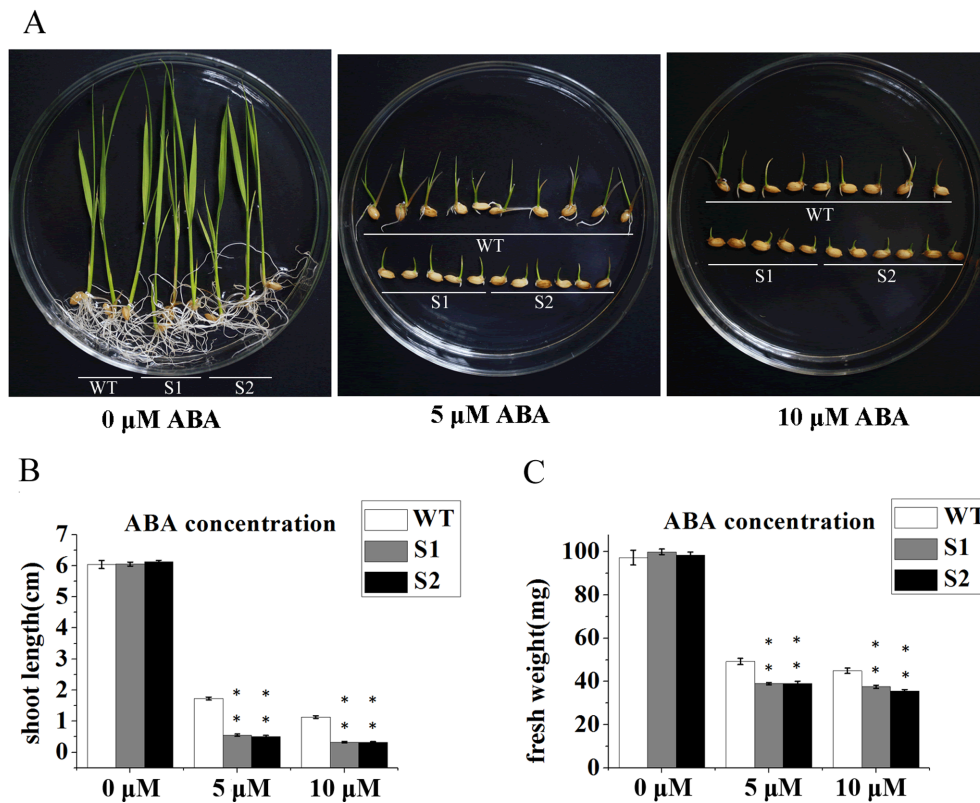 A
WT
S1
S2
0 μM ABA
WT
S1
S2
5 μM ABA
WT
S1
S2
10 μM ABA
B
ABA concentration
WT
S1
S2
shoot length(cm)
7
6
5
4
3
2
1
0
* *
* *
* *
* *
0 μM
5 μM
10 μM
C
ABA concentration
WT
S1
S2
fresh weight(mg)
100
80
60
40
20
0
* *
* *
* *
* *
0 μM
5 μM
10 μM